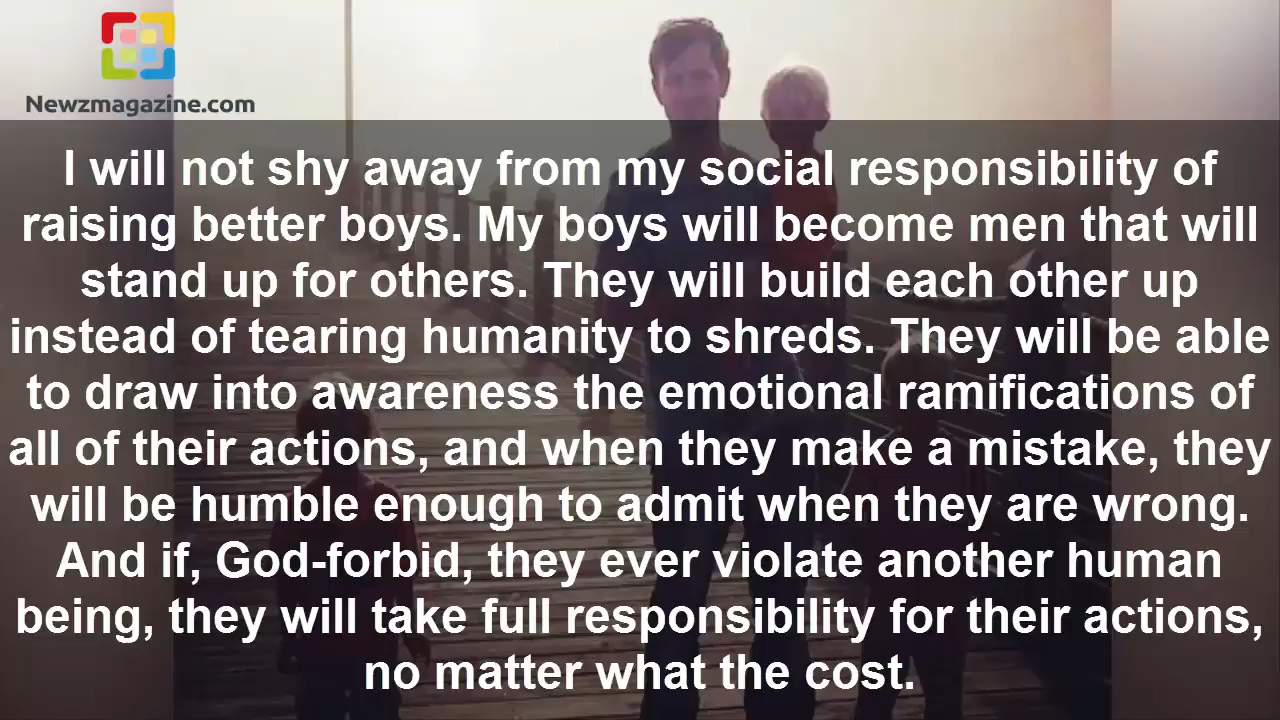 Newzmagazine.com
I will not shy away from my social responsibility of
raising better boys. My boys will become men that will
stand up for others. They will build each other up
instead of tearing humanity to shreds. They will be able
to draw into awareness the emotional ramifications of
all of their actions, and when they make a mistake, they
will be humble enough to admit when they are wrong.
And if, God-forbid, they ever violate another human
being, they will take full responsibility for their actions,
no matter what the cost.